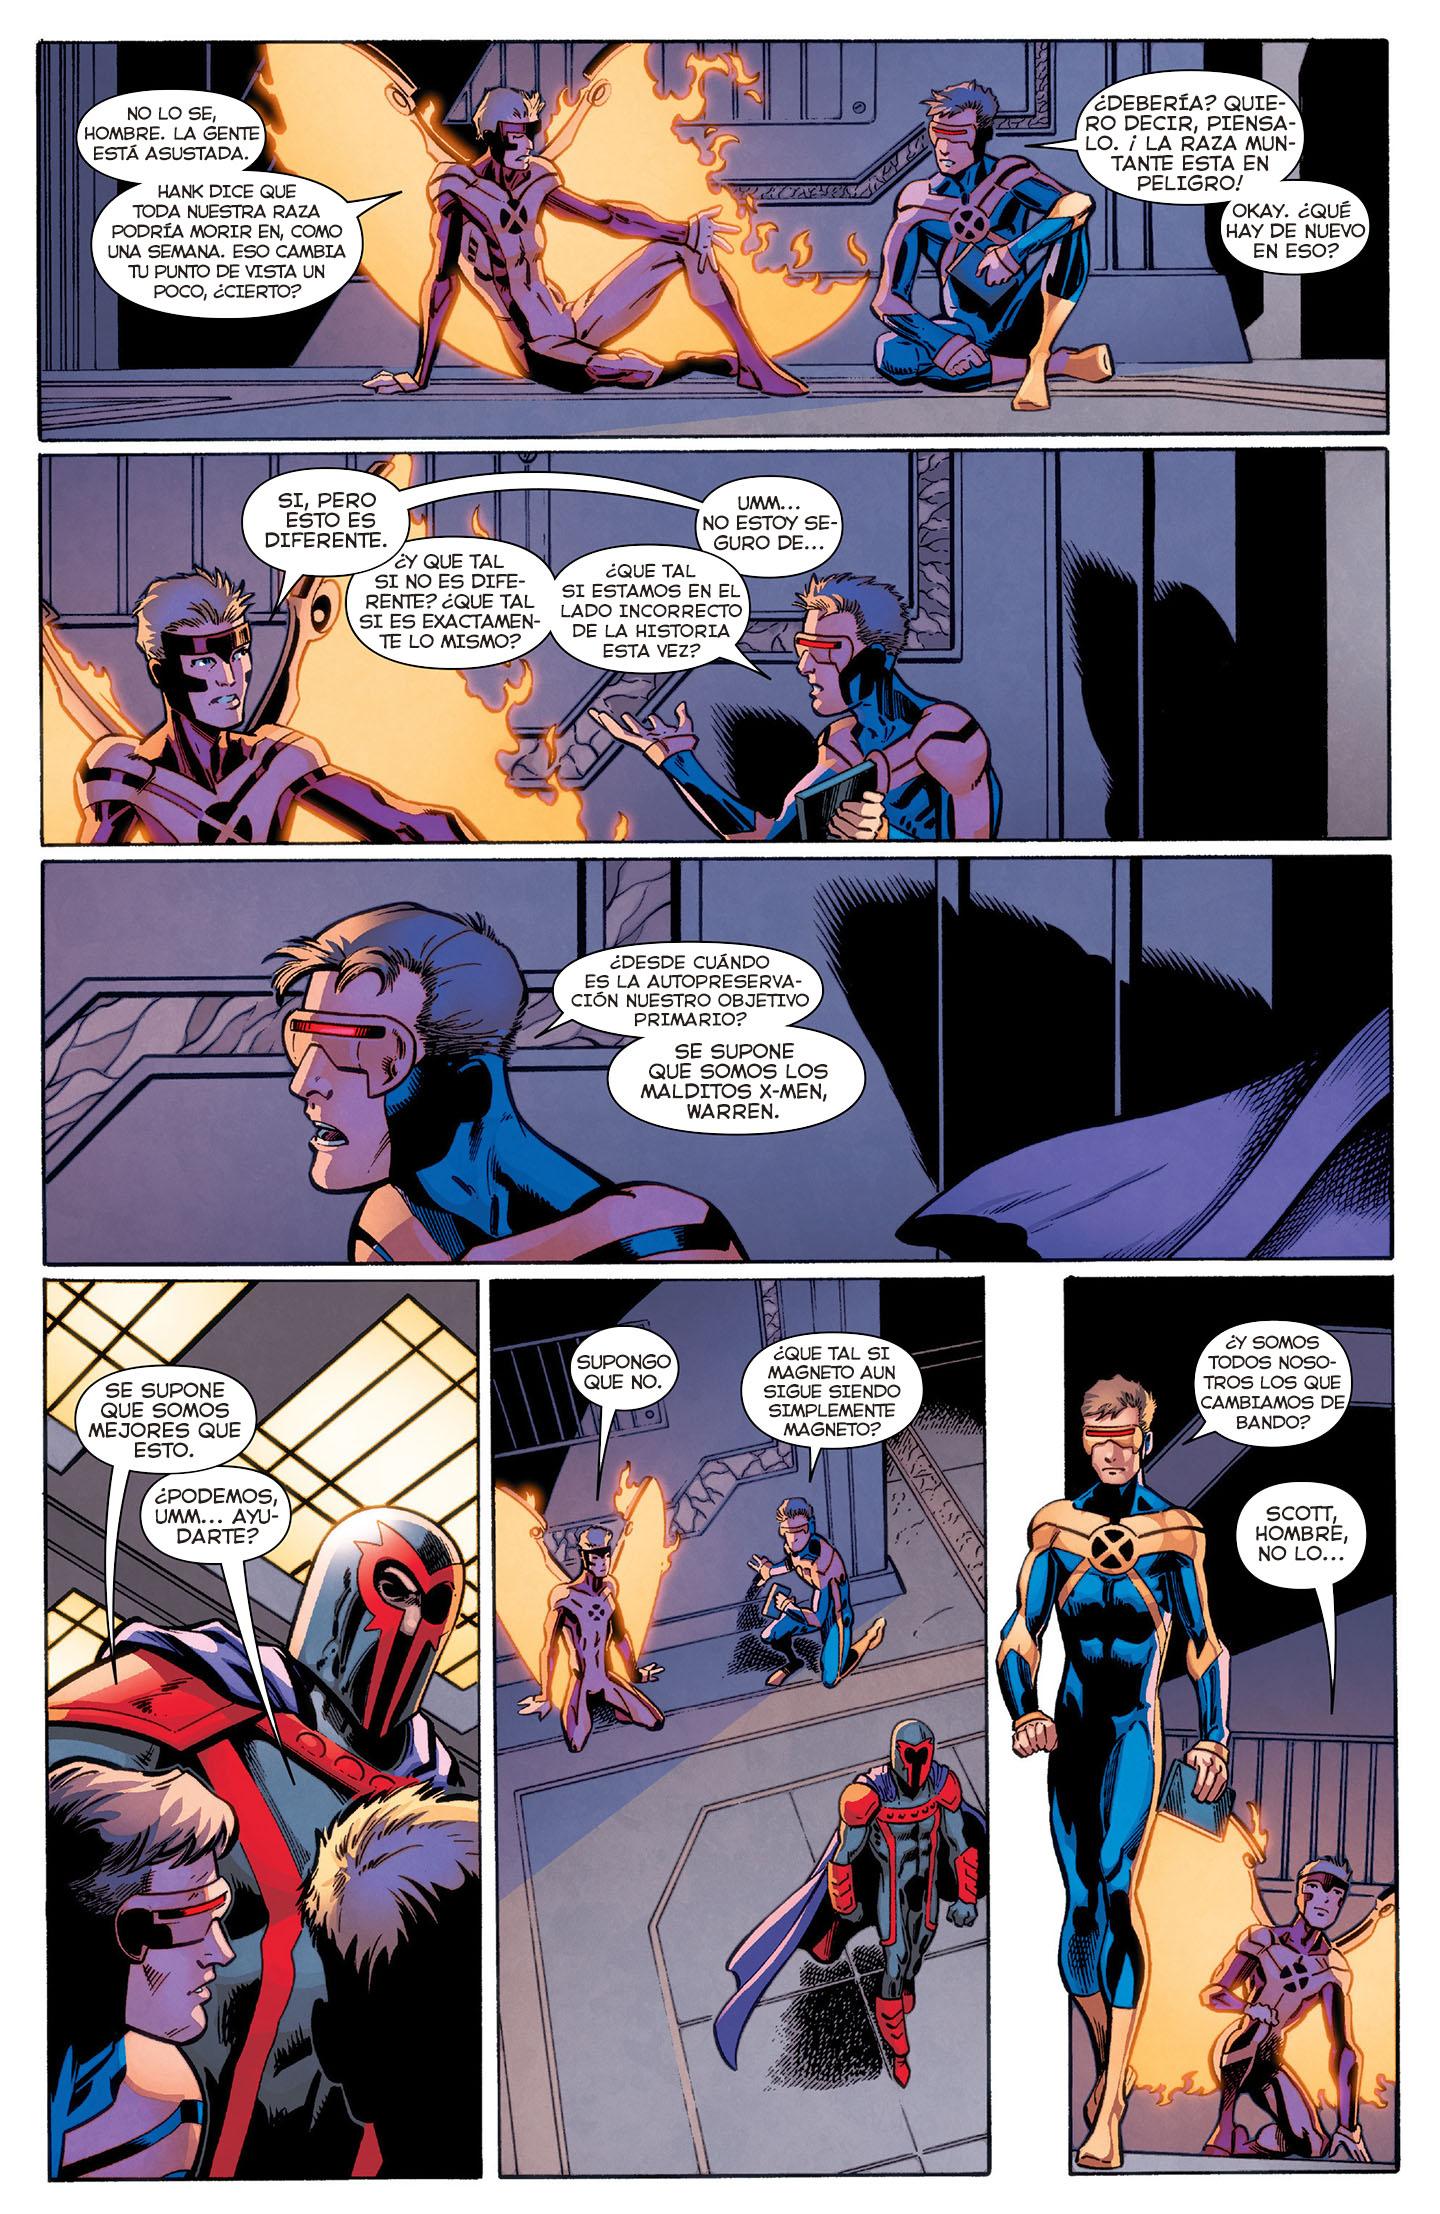 NO LO SE,
HOMBRE. LA GENTE
ESTÁ ASUSTADA.
HANK DICE QUE
TODA NUESTRA RAZA
PODRÍA MORIR EN, COMO
UNA SEMANA. ESO CAMBIA
TU PUNTO DE VISTA UN
POCO, ¿CIERTO?
¿DEBERÍA? QUIE-
RO DECIR, PIENSA-
LO. ¡ LA RAZA MUN-
TANTE ESTA EN
PELIGRO!
OKAY. ¿QUÉ
HAY DE NUEVO
EN ESO?
SI, PERO
ESTO ES
DIFERENTE.
¿Y QUE TAL
SI NO ES DIFE-
RENTE? ¿QUE TAL
SI ES EXACTAMEN-
TE LO MISMO?
UMM...
NO ESTOY SE-
GURO DE...
¿QUE TAL
SI ESTAMOS EN EL
LADO INCORRECTO
DE LA HISTORIA
ESTA VEZ?
¿DESDE CUÁNDO
ES LA AUTOPRESERVA-
CIÓN NUESTRO OBJETIVO
PRIMARIO?
SE SUPONE
QUE SOMOS LOS
MALDITOS X-MEN,
WARREN.
SE SUPONE
QUE SOMOS
MEJORES QUE
ESTO.
¿PODEMOS,
UMM... AYU-
DARTE?
SUPONGO
QUE NO.
¿QUE TAL SI
MAGNETO AUN
SIGUE SIENDO
SIMPLEMENTE
MAGNETO?
¿Y SOMOS
TODOS NOSO-
TROS LOS QUE
CAMBIAMOS DE
BANDO?
SCOTT,
HOMBRE,
NO LO...